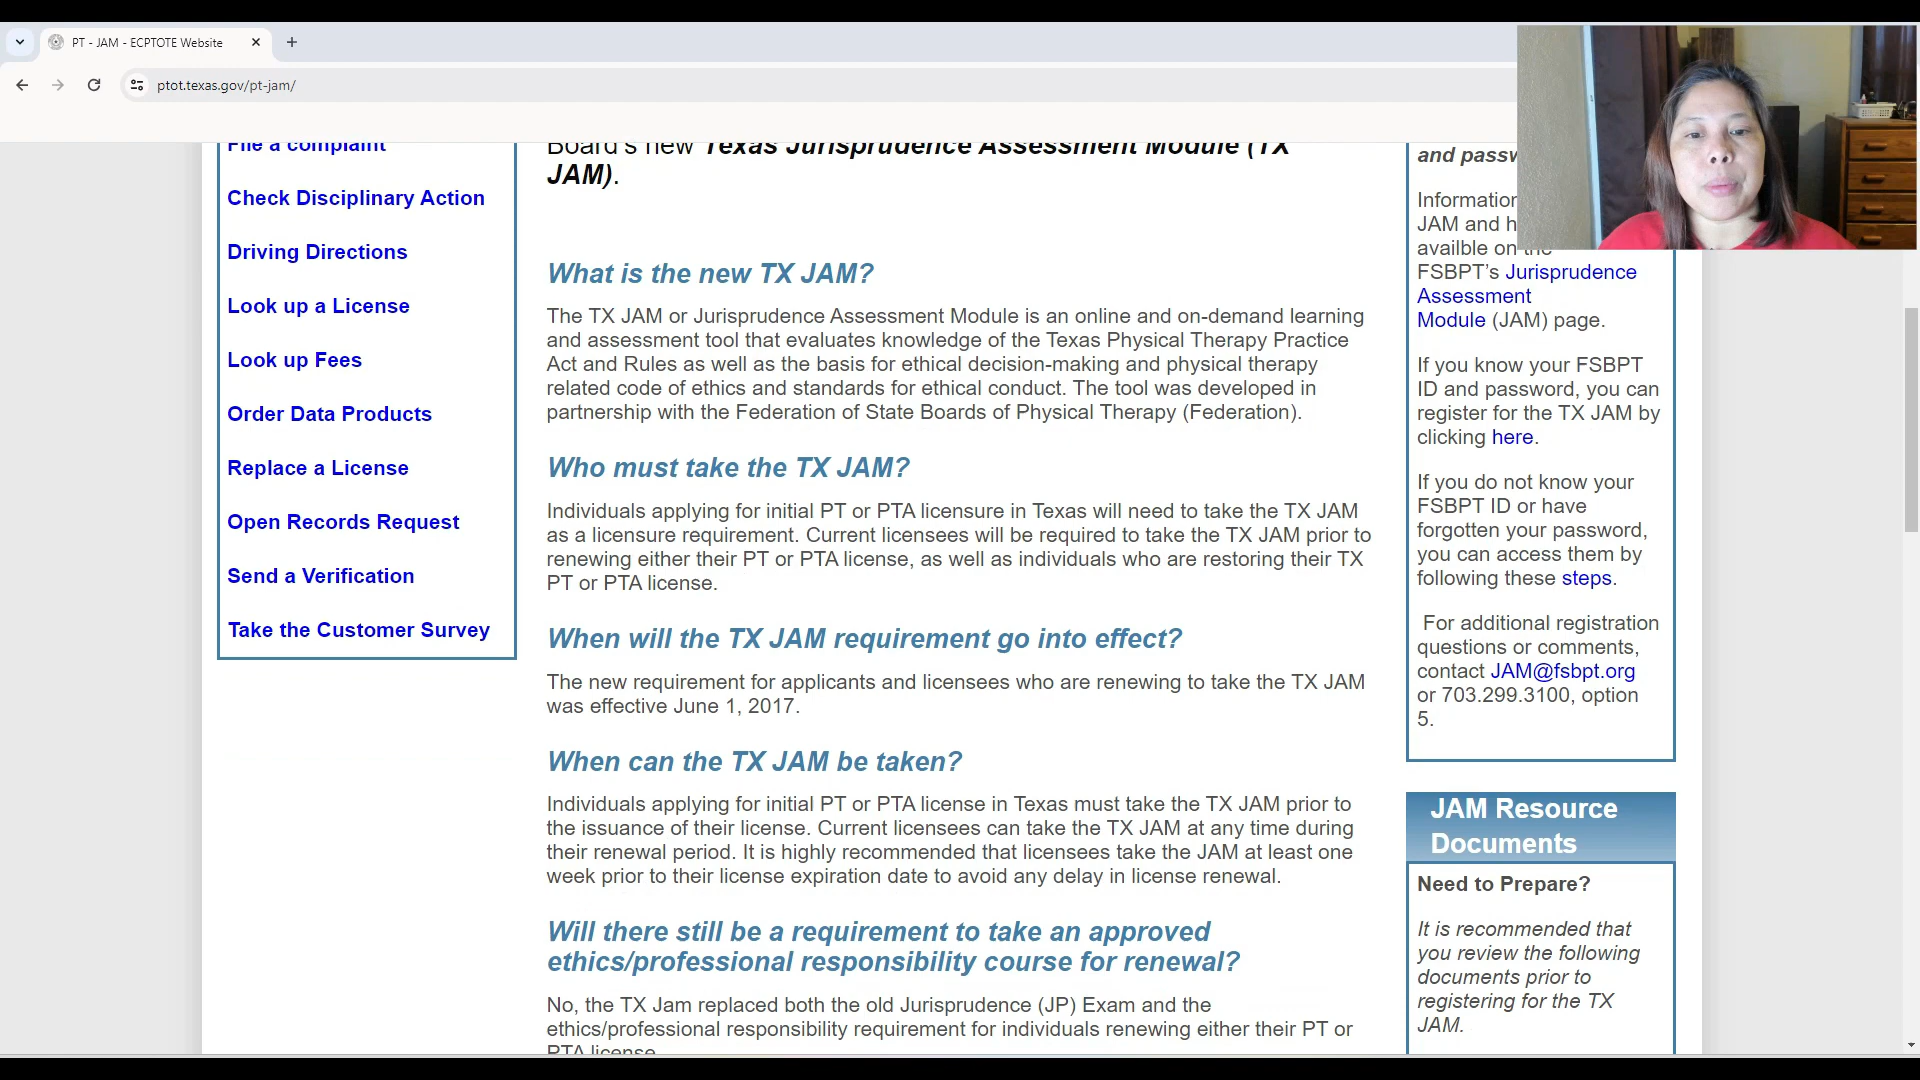 PT - JAM - ECPTOTE Website
ptot.texas.gov/pt-jam/
File a complaint
Check Disciplinary Action
Driving Directions
Look up a License
Look up Fees
Order Data Products
Replace a License
Open Records Request
Send a Verification
Take the Customer Survey
Board's new Texas Jurisprudence Assessment Module (TX
JAM).
What is the new TX JAM?
The TX JAM or Jurisprudence Assessment Module is an online and on-demand learning
and assessment tool that evaluates knowledge of the Texas Physical Therapy Practice
Act and Rules as well as the basis for ethical decision-making and physical therapy
related code of ethics and standards for ethical conduct. The tool was developed in
partnership with the Federation of State Boards of Physical Therapy (Federation).
Who must take the TX JAM?
Individuals applying for initial PT or PTA licensure in Texas will need to take the TX JAM
as a licensure requirement. Current licensees will be required to take the TX JAM prior to
renewing either their PT or PTA license, as well as individuals who are restoring their TX
PT or PTA license.
When will the TX JAM requirement go into effect?
The new requirement for applicants and licensees who are renewing to take the TX JAM
was effective June 1, 2017.
When can the TX JAM be taken?
Individuals applying for initial PT or PTA license in Texas must take the TX JAM prior to
the issuance of their license. Current licensees can take the TX JAM at any time during
their renewal period. It is highly recommended that licensees take the JAM at least one
week prior to their license expiration date to avoid any delay in license renewal.
Will there still be a requirement to take an approved
ethics/professional responsibility course for renewal?
No, the TX Jam replaced both the old Jurisprudence (JP) Exam and the
ethics/professional responsibility requirement for individuals renewing either their PT or
PTA license
and passw
Information
JAM and h
availble on the
FSBPT's Jurisprudence
Assessment
Module (JAM) page.
If you know your FSBPT
ID and password, you can
register for the TX JAM by
clicking here.
If you do not know your
FSBPT ID or have
forgotten your password,
you can access them by
following these steps.
For additional registration
questions or comments,
contact JAM@fsbpt.org
or 703.299.3100, option
5.
JAM Resource
Documents
Need to Prepare?
It is recommended that
you review the following
documents prior to
registering for the TX
JAM.